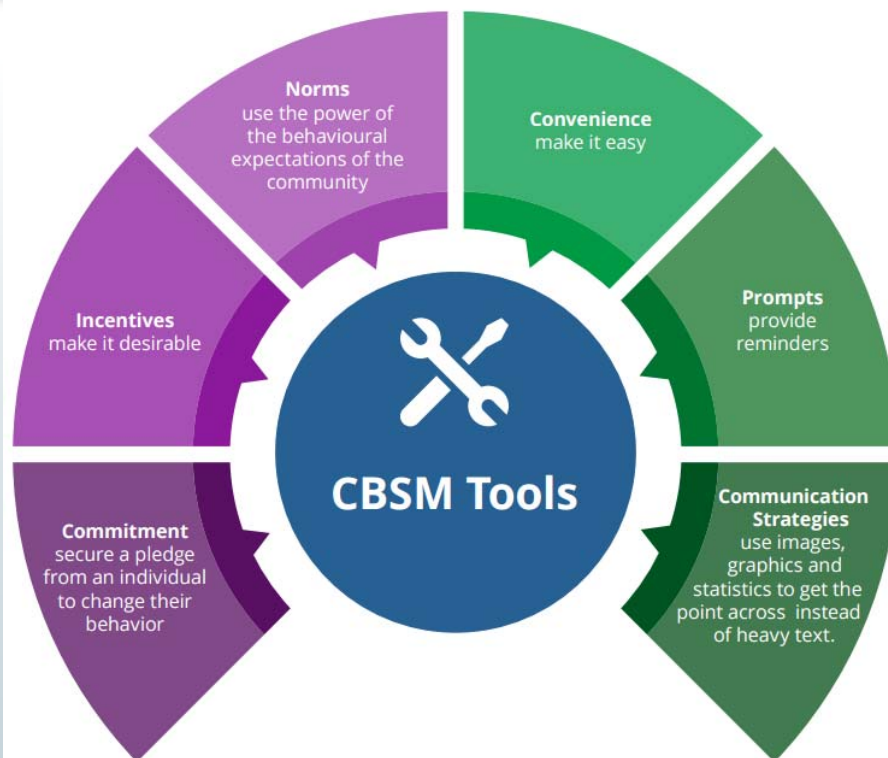 Norms
use the power of
the behavioural
expectations of the
community
Convenience
make it easy
Incentives
make it desirable
Prompts
provide
reminders
CBSM Tools
Commitment
secure a pledge
from an individual
to change their
behavior
Communication
Strategies
use images,
graphics and
statistics to get the
point across instead
of heavy text.